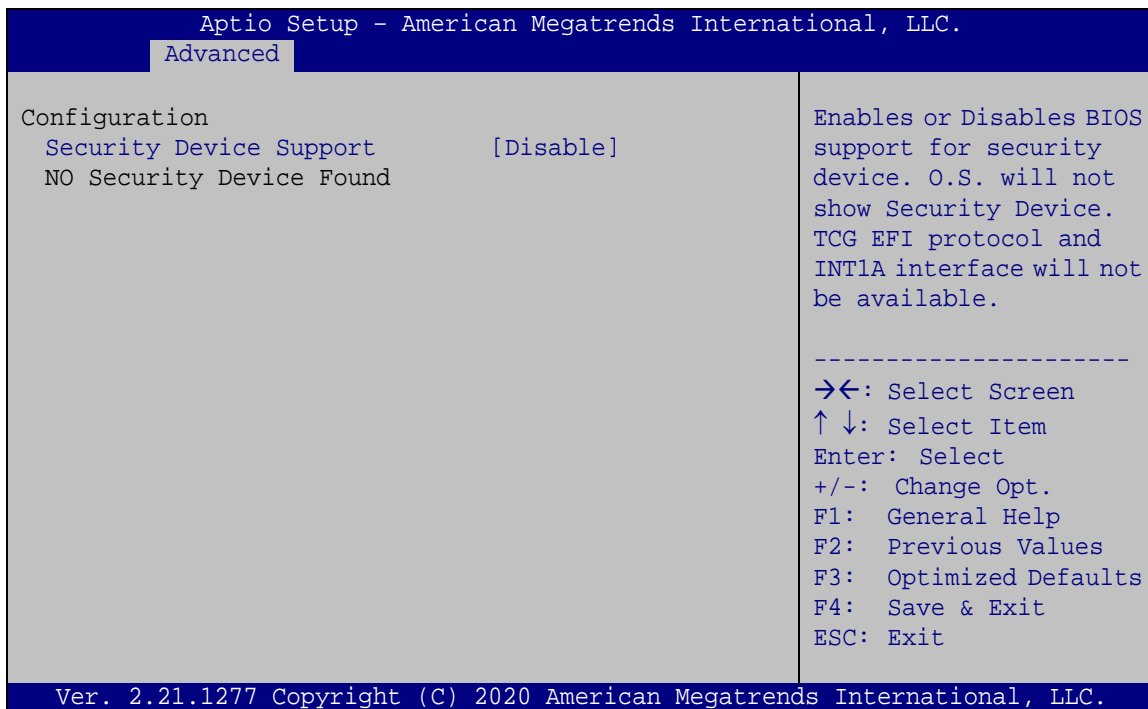 Aptio Setup – American Megatrends International, LLC.
Advanced
Configuration
Security Device Support [Disable]
NO Security Device Found
Enables or Disables BIOS
support for security
device. O.S. will not
show Security Device.
TCG EFI protocol and
INT1A interface will not
be available.
----------------------
→←: Select Screen
↑ ↓: Select Item
Enter: Select
+/-: Change Opt.
F1: General Help
F2: Previous Values
F3: Optimized Defaults
F4: Save & Exit
ESC: Exit
Ver. 2.21.1277 Copyright (C) 2020 American Megatrends International, LLC.